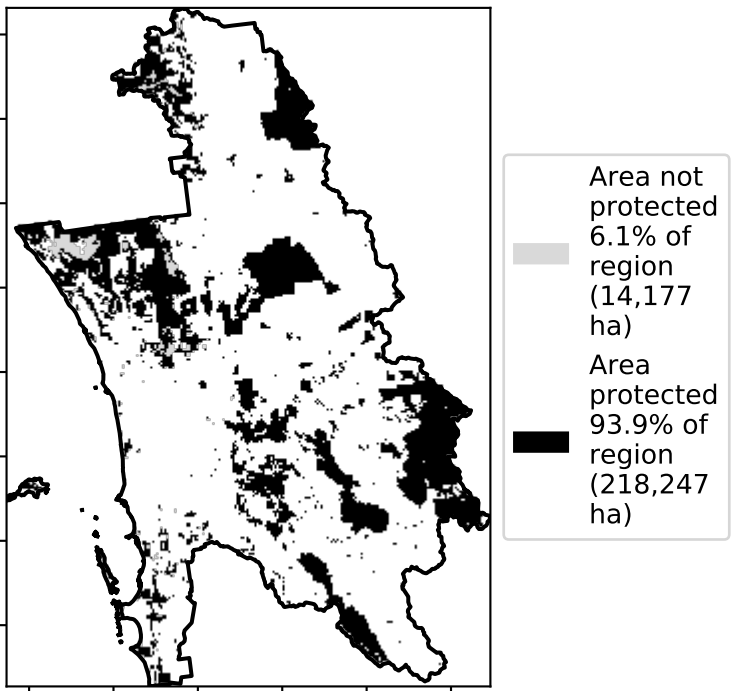 Area not
protected
6.1% of
region
(14,177
ha)
Area
protected
93.9% of
region
(218,247
ha)